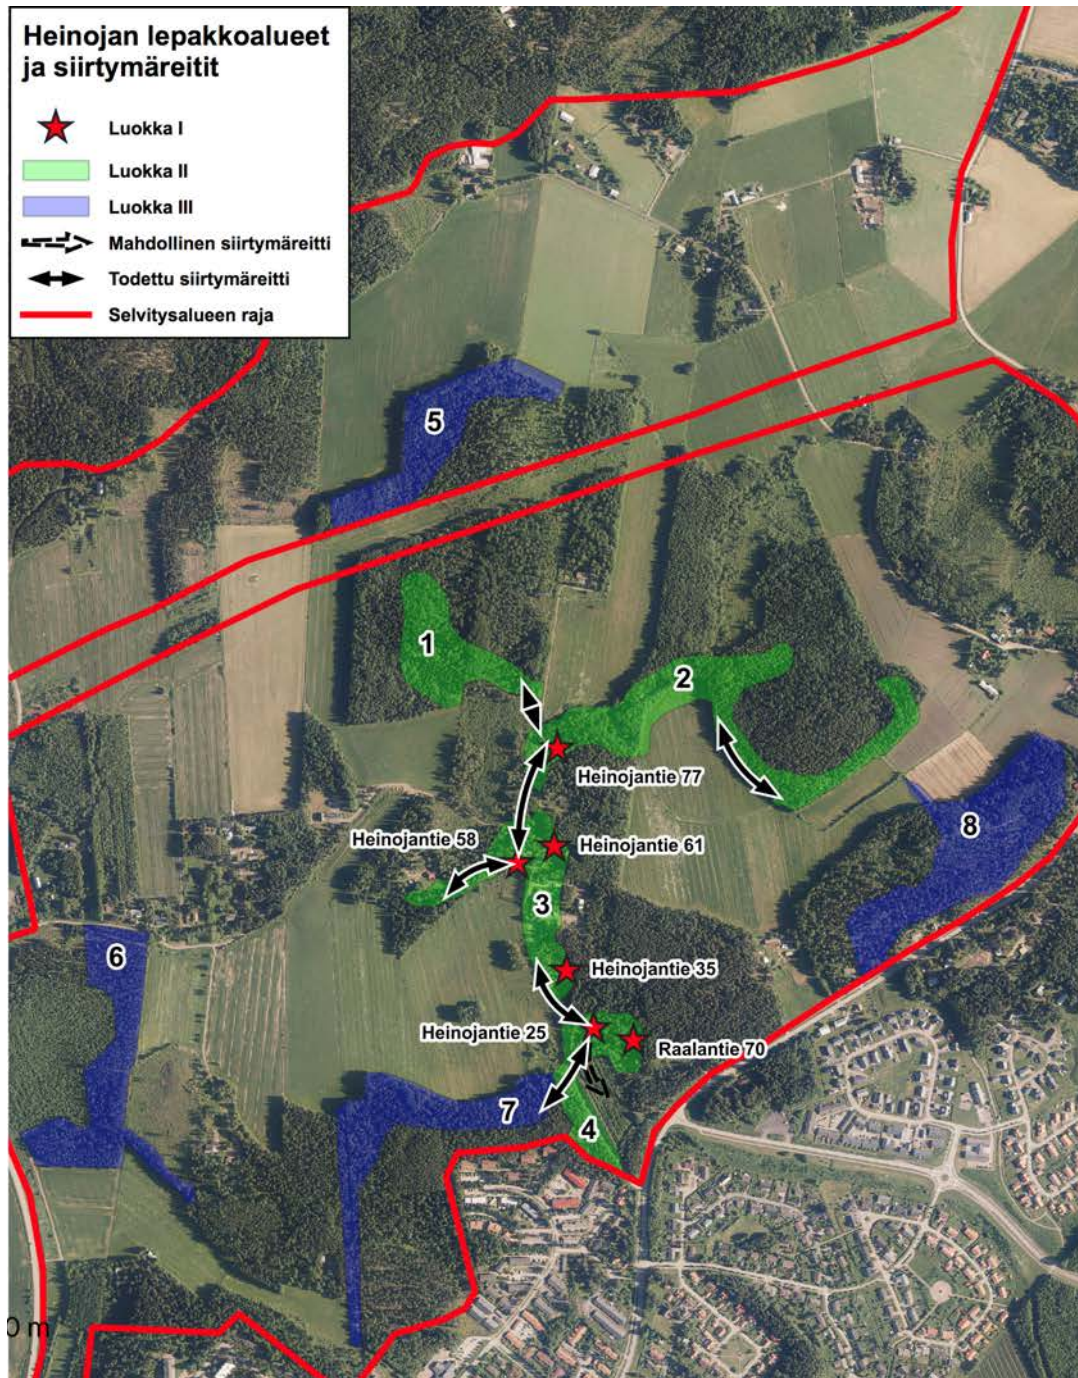 Heinojan lepakkoalueet
ja siirtymäreitit
Luokka I
Luokka II
Luokka III
Mahdollinen siirtymäreitti
Todettu siirtymäreitti
Selvitysalueen raja
5
1
2
Heinojantie 77
Heinojantie 58
Heinojantie 61
8
3
6
Heinojantie 35
Heinojantie 25
Raalantie 70
7
4
0 m